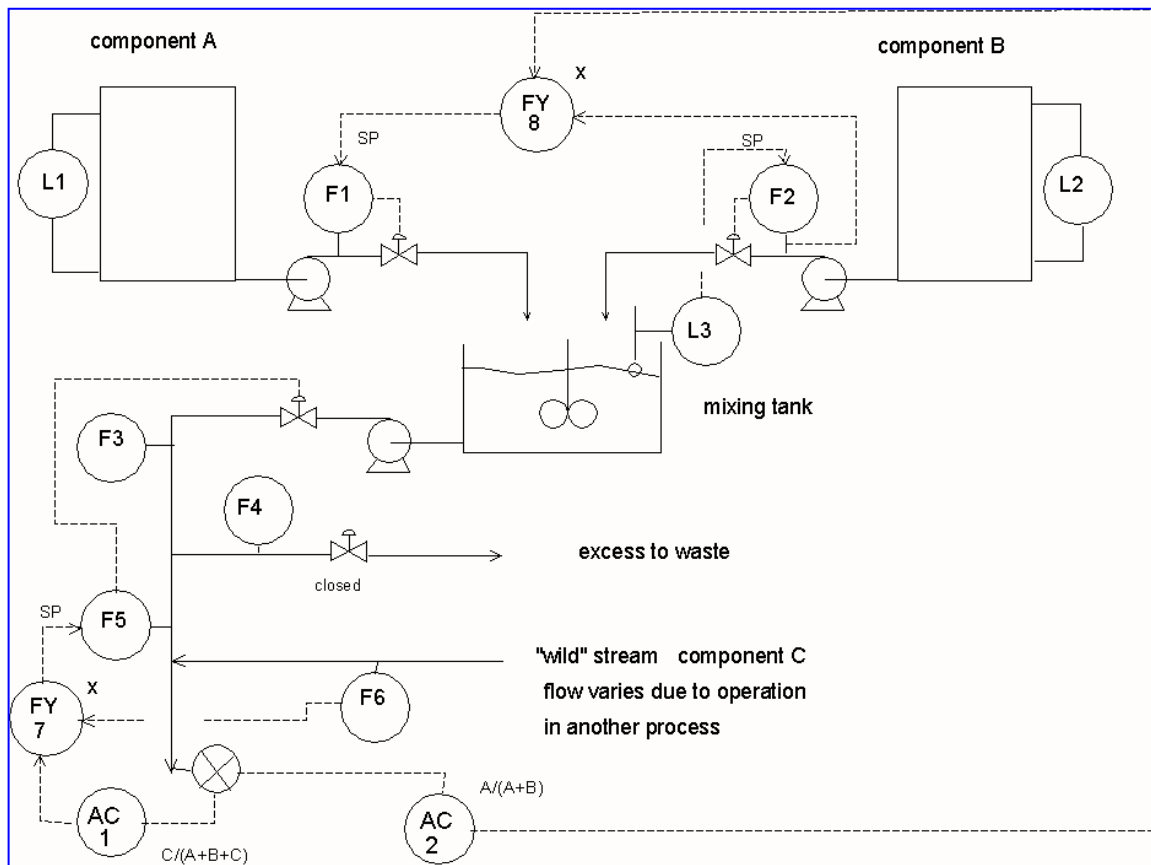 component A
component B
x
FY
8
SP
SP
L1
F1
F2
L2
L3
mixing tank
F3
F4
excess to waste
closed
SP
F5
"wild" stream component C
flow varies due to operation
in another process
x
FY
7
F6
A/(A+B)
AC
1
AC
2
C/(A+B+C)